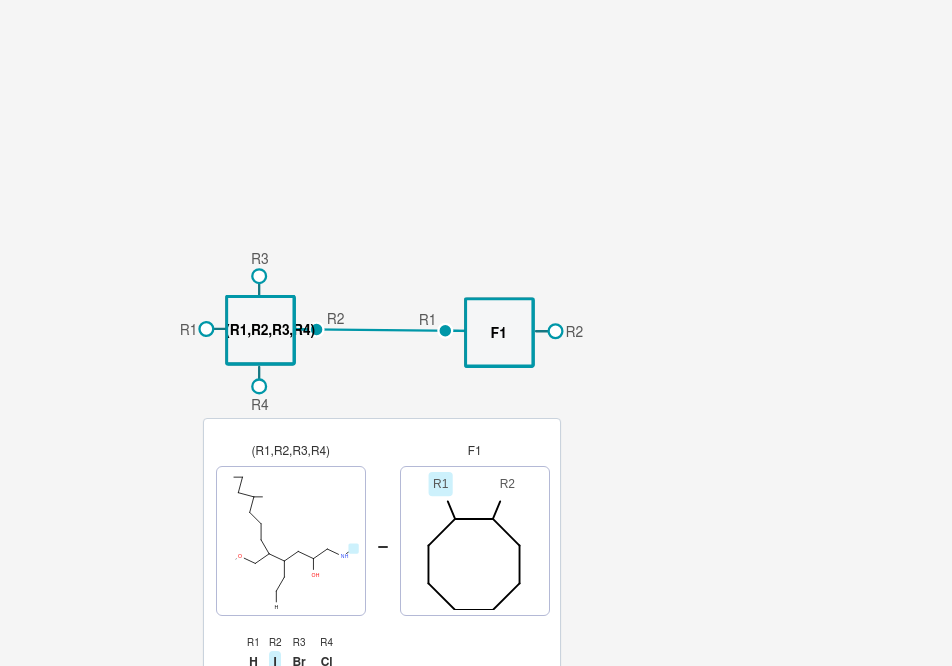 R3
R1
(R1,R2,R3,R4)
R2
R1
F1
R2
R4
(R1,R2,R3,R4)
F1
R1
R2
O
NH
OH
H
R1 R2 R3 R4
H I Br Cl